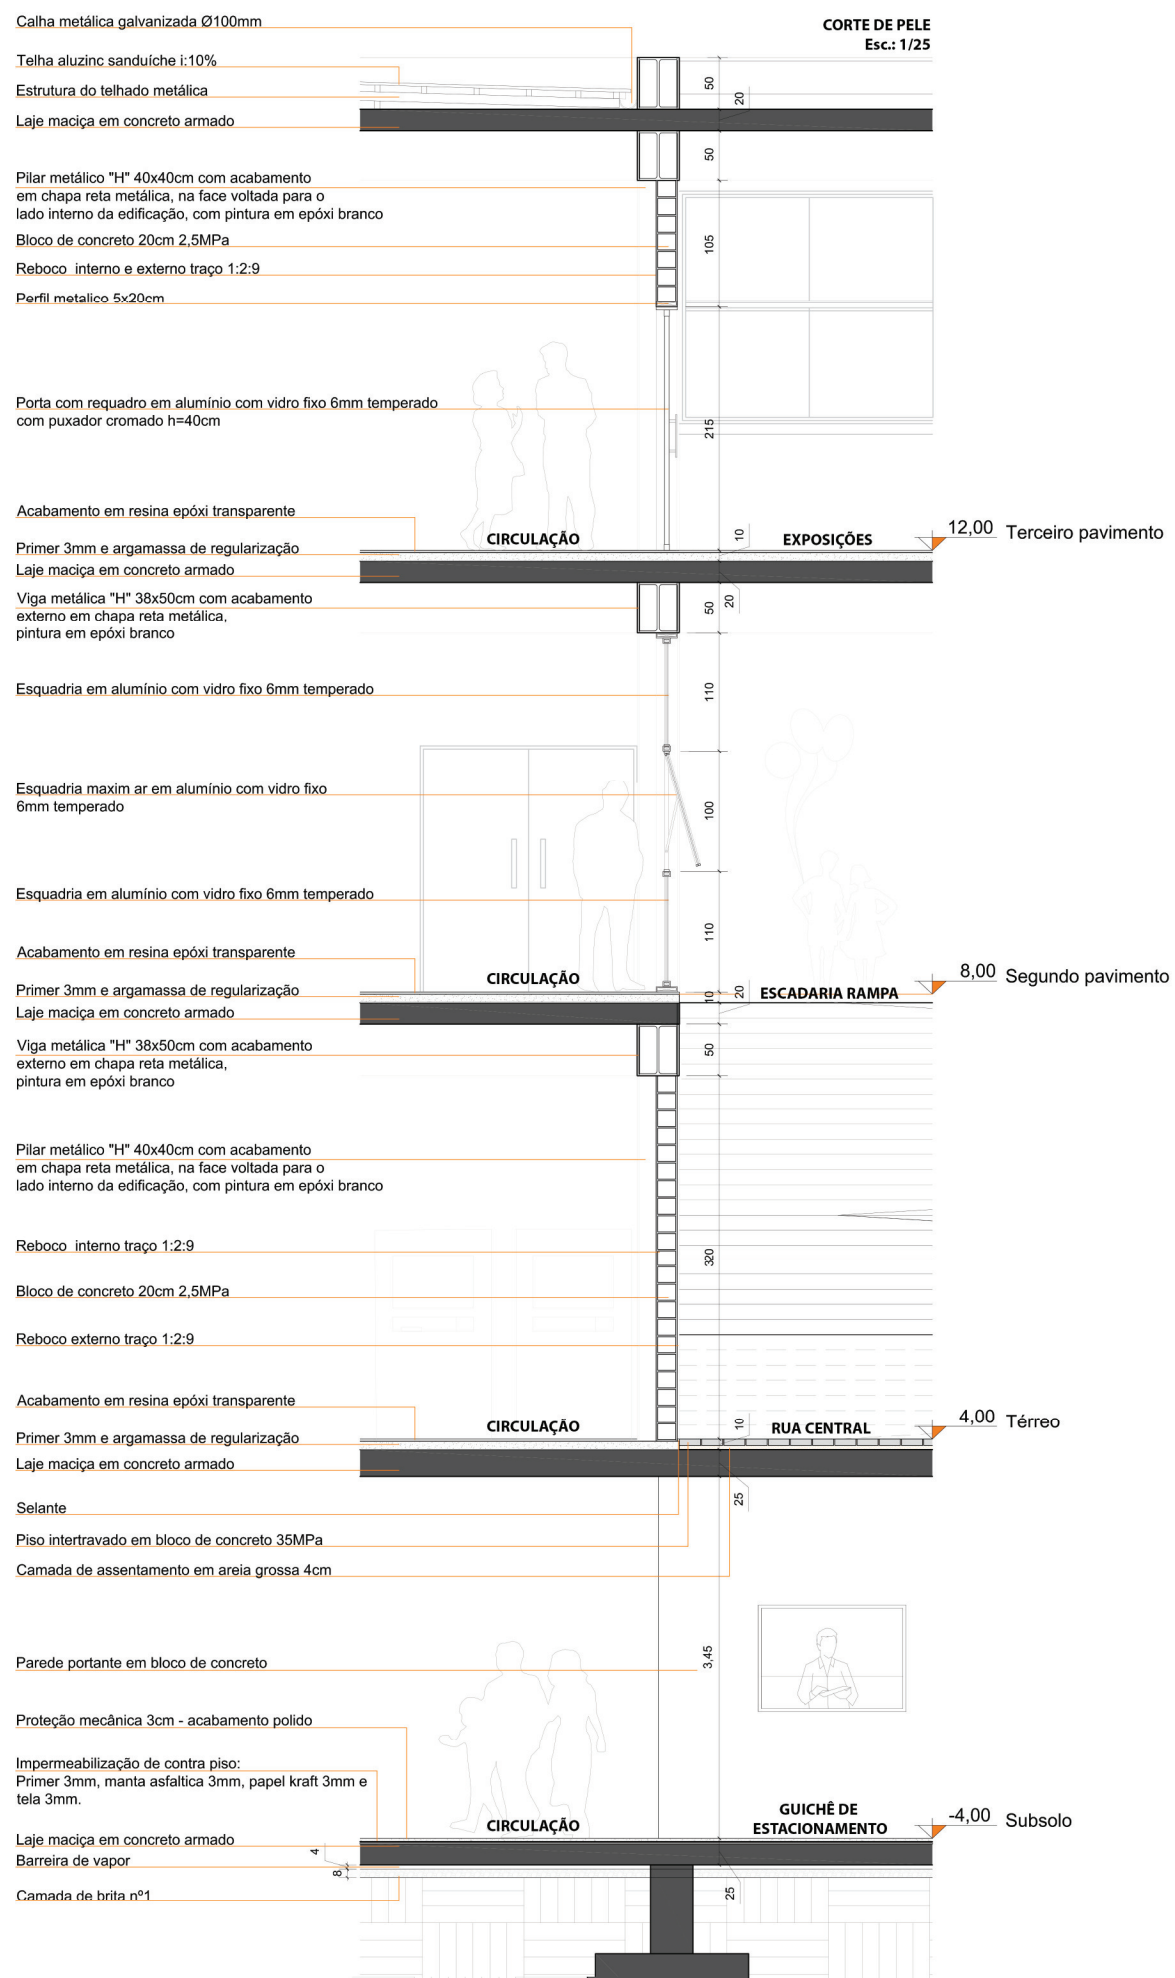 Calha metálica galvanizada Ø100mm
CORTE DE PELE
Esc.: 1/25
Telha aluzinc sanduíche i:10%
50
Estrutura do telhado metálica
20
Laje maciça em concreto armado
50
Pilar metálico "H" 40x40cm com acabamento
em chapa reta metálica, na face voltada para o
lado interno da edificação, com pintura em epóxi branco
Bloco de concreto 20cm 2,5MPa
105
Reboco interno e externo traço 1:2:9
Perfil metalico 5x20cm
Porta com requadro em alumínio com vidro fixo 6mm temperado
com puxador cromado h=40cm
215
Acabamento em resina epóxi transparente
CIRCULAÇÃO
10
EXPOSIÇÕES
12,00 Terceiro pavimento
Primer 3mm e argamassa de regularização
Laje maciça em concreto armado
Viga metálica "H" 38x50cm com acabamento
externo em chapa reta metálica,
pintura em epóxi branco
50
20
Esquadria em alumínio com vidro fixo 6mm temperado
110
Esquadria maxim ar em alumínio com vidro fixo
6mm temperado
100
Esquadria em alumínio com vidro fixo 6mm temperado
110
Acabamento em resina epóxi transparente
CIRCULAÇÃO
8,00 Segundo pavimento
Primer 3mm e argamassa de regularização
10
20
ESCADARIA RAMPA
Laje maciça em concreto armado
Viga metálica "H" 38x50cm com acabamento
externo em chapa reta metálica,
pintura em epóxi branco
50
Pilar metálico "H" 40x40cm com acabamento
em chapa reta metálica, na face voltada para o
lado interno da edificação, com pintura em epóxi branco
Reboco interno traço 1:2:9
320
Bloco de concreto 20cm 2,5MPa
Reboco externo traço 1:2:9
Acabamento em resina epóxi transparente
CIRCULAÇÃO
10
RUA CENTRAL
4,00 Térreo
Primer 3mm e argamassa de regularização
Laje maciça em concreto armado
25
Selante
Piso intertravado em bloco de concreto 35MPa
Camada de assentamento em areia grossa 4cm
Parede portante em bloco de concreto
3,45
Proteção mecânica 3cm - acabamento polido
Impermeabilização de contra piso:
Primer 3mm, manta asfaltica 3mm, papel kraft 3mm e
tela 3mm.
CIRCULAÇÃO
GUICHÊ DE
ESTACIONAMENTO
-4,00 Subsolo
Laje maciça em concreto armado
4
Barreira de vapor
8
Camada de brita nº1
25